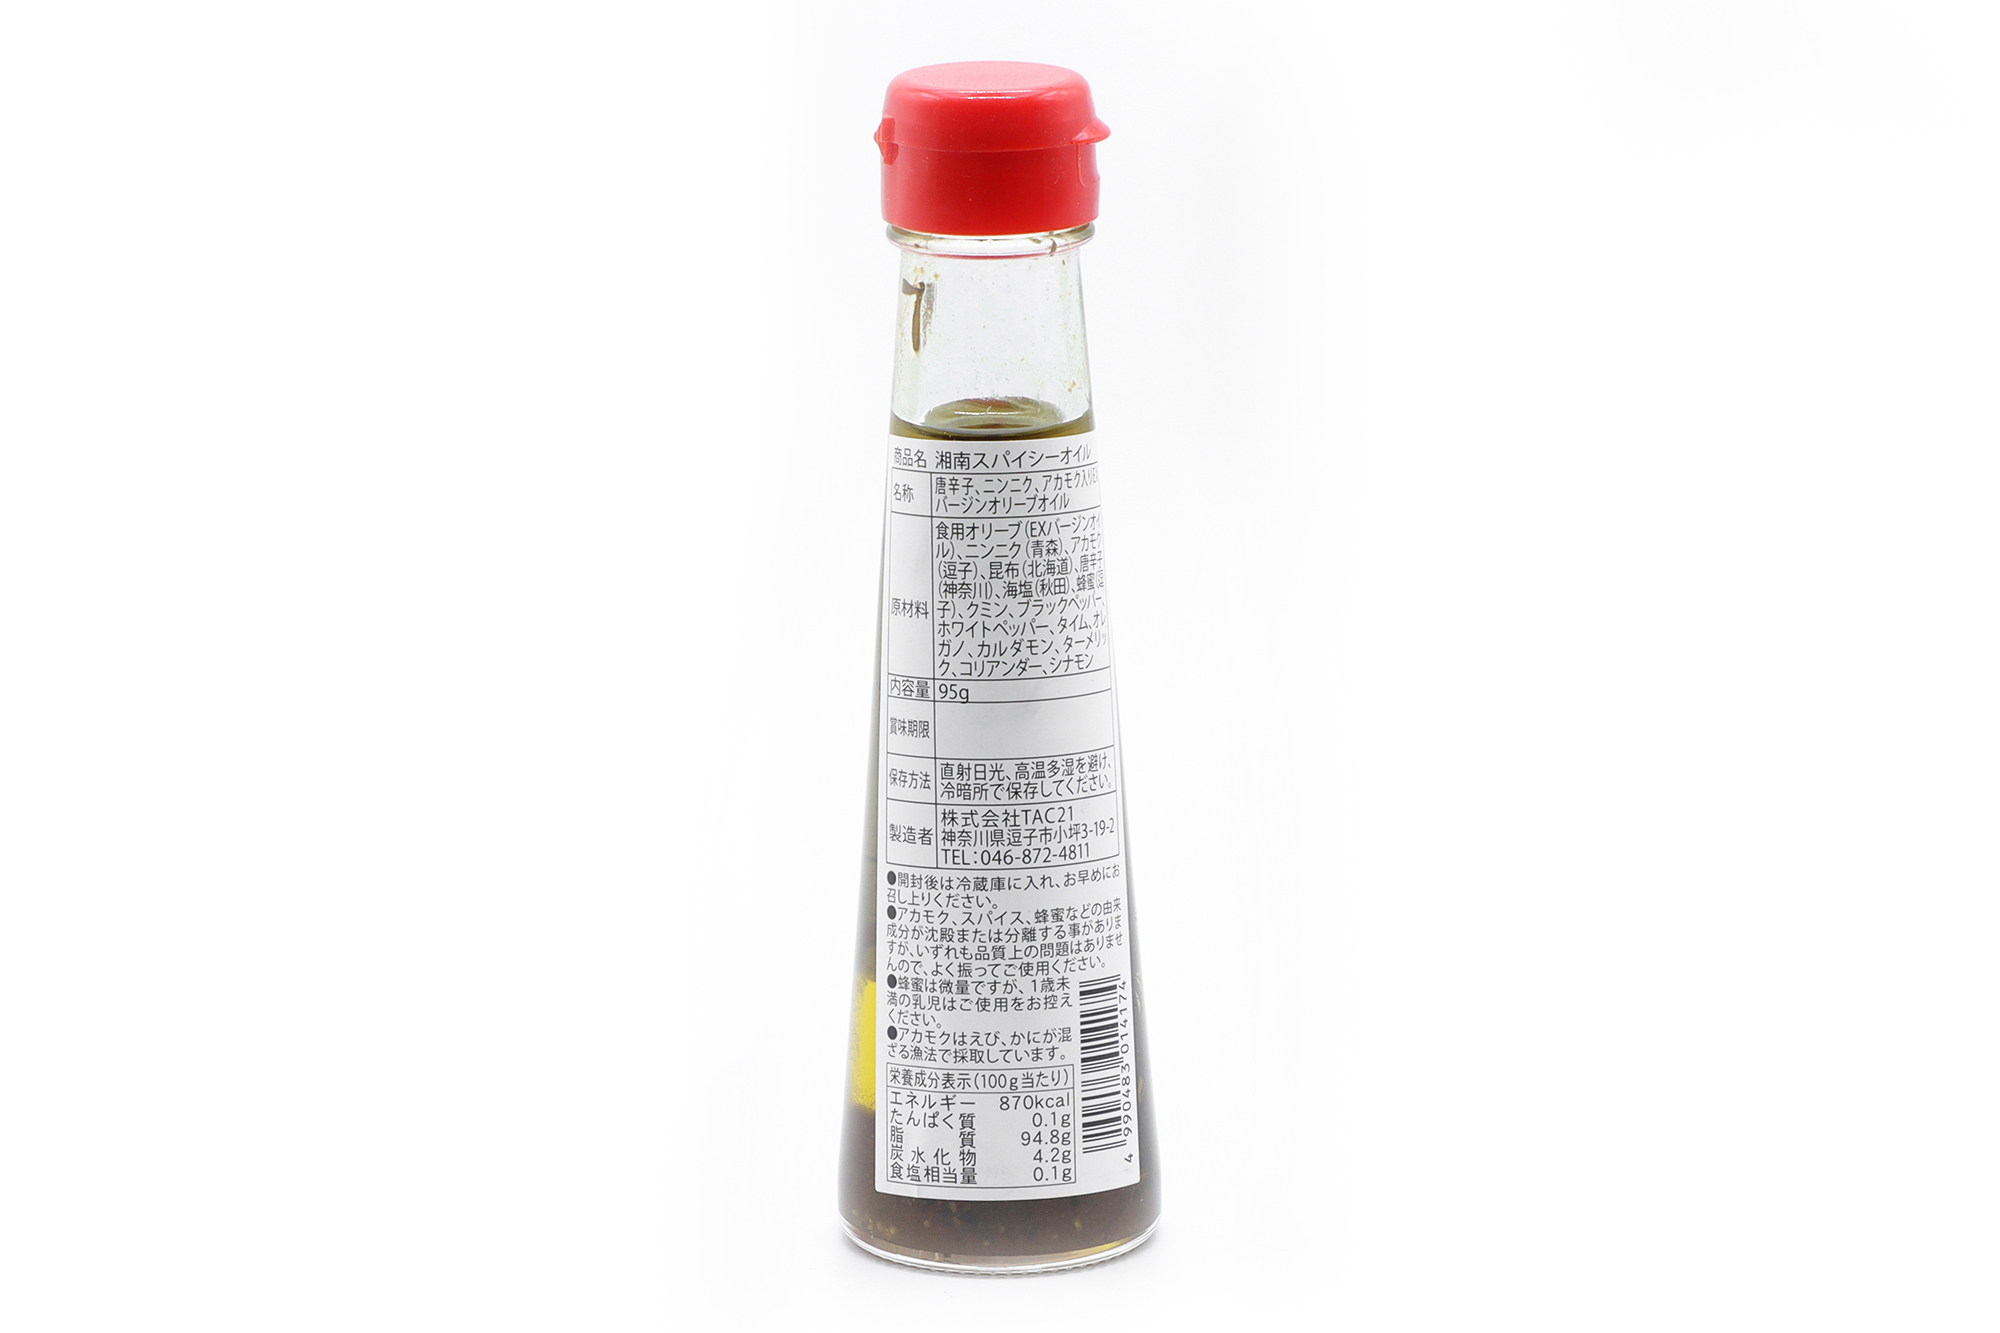 商品名 湘南スパイシーオイル
名称 唐辛子、ニンニク、アカモク入りEX
バージンオリーブオイル
原材料 食用オリーブ(EXバージンオイ
ル)、ニンニク(青森)、アカモク
(逗子)、昆布(北海道)、唐辛子
(神奈川)、海塩(秋田)、蜂蜜(逗
子)、クミン、ブラックペッパー、
ホワイトペッパー、タイム、オレ
ガノ、カルダモン、ターメリッ
ク、コリアンダー、シナモン
内容量 95g
賞味期限
保存方法 直射日光、高温多湿を避け、
冷暗所で保存してください。
製造者 株式会社TAC21
神奈川県逗子市小坪3-19-2
TEL:046-872-4811
●開封後は冷蔵庫に入れ、お早めにお
召し上りください。
●アカモク、スパイス、蜂蜜などの由来
成分が沈殿または分離する事がありま
すが、いずれも品質上の問題はありませ
んので、よく振ってご使用ください。
●蜂蜜は微量ですが、1歳未
満の乳児はご使用をお控え
ください。
●アカモクはえび、かにが混
ざる漁法で採取しています。
栄養成分表示(100g当たり)
エネルギー 870kcal
たんぱく質 0.1g
脂質 94.8g
炭水化物 4.2g
食塩相当量 0.1g
4 990483 014174